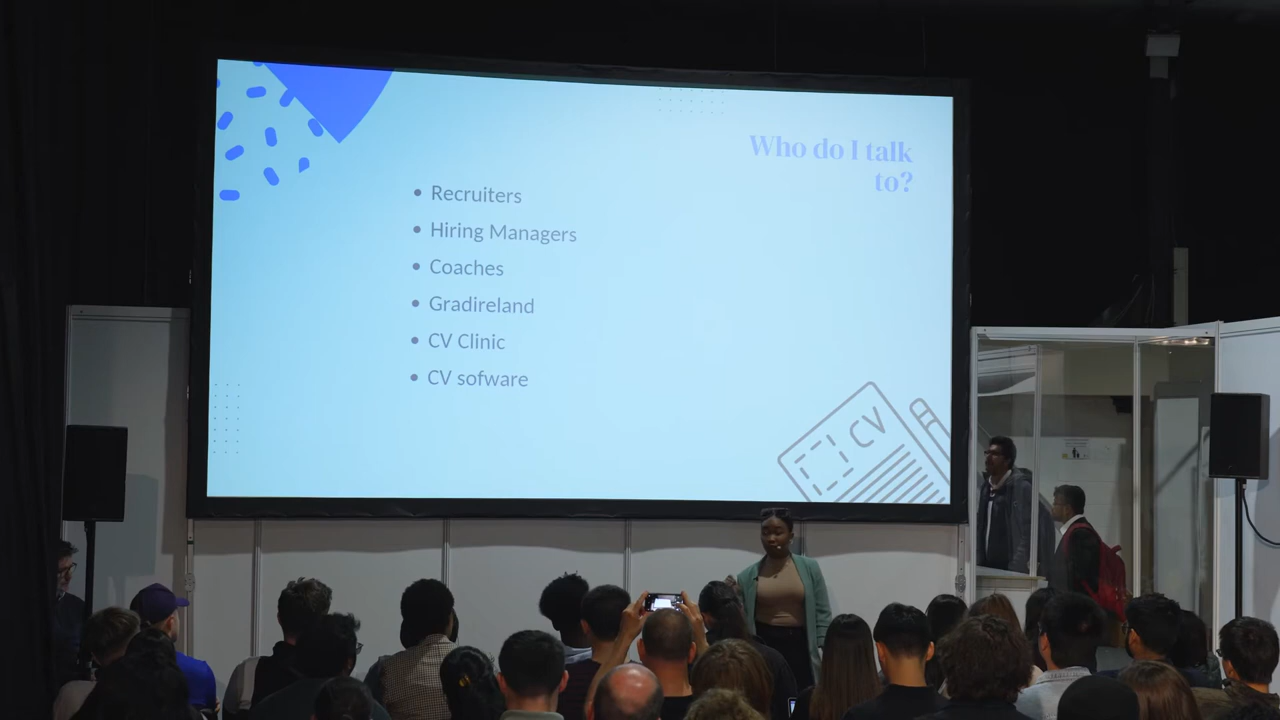 Who do I talk
to?
• Recruiters
• Hiring Managers
• Coaches
• Gradireland
• CV Clinic
• CV sofware
CV